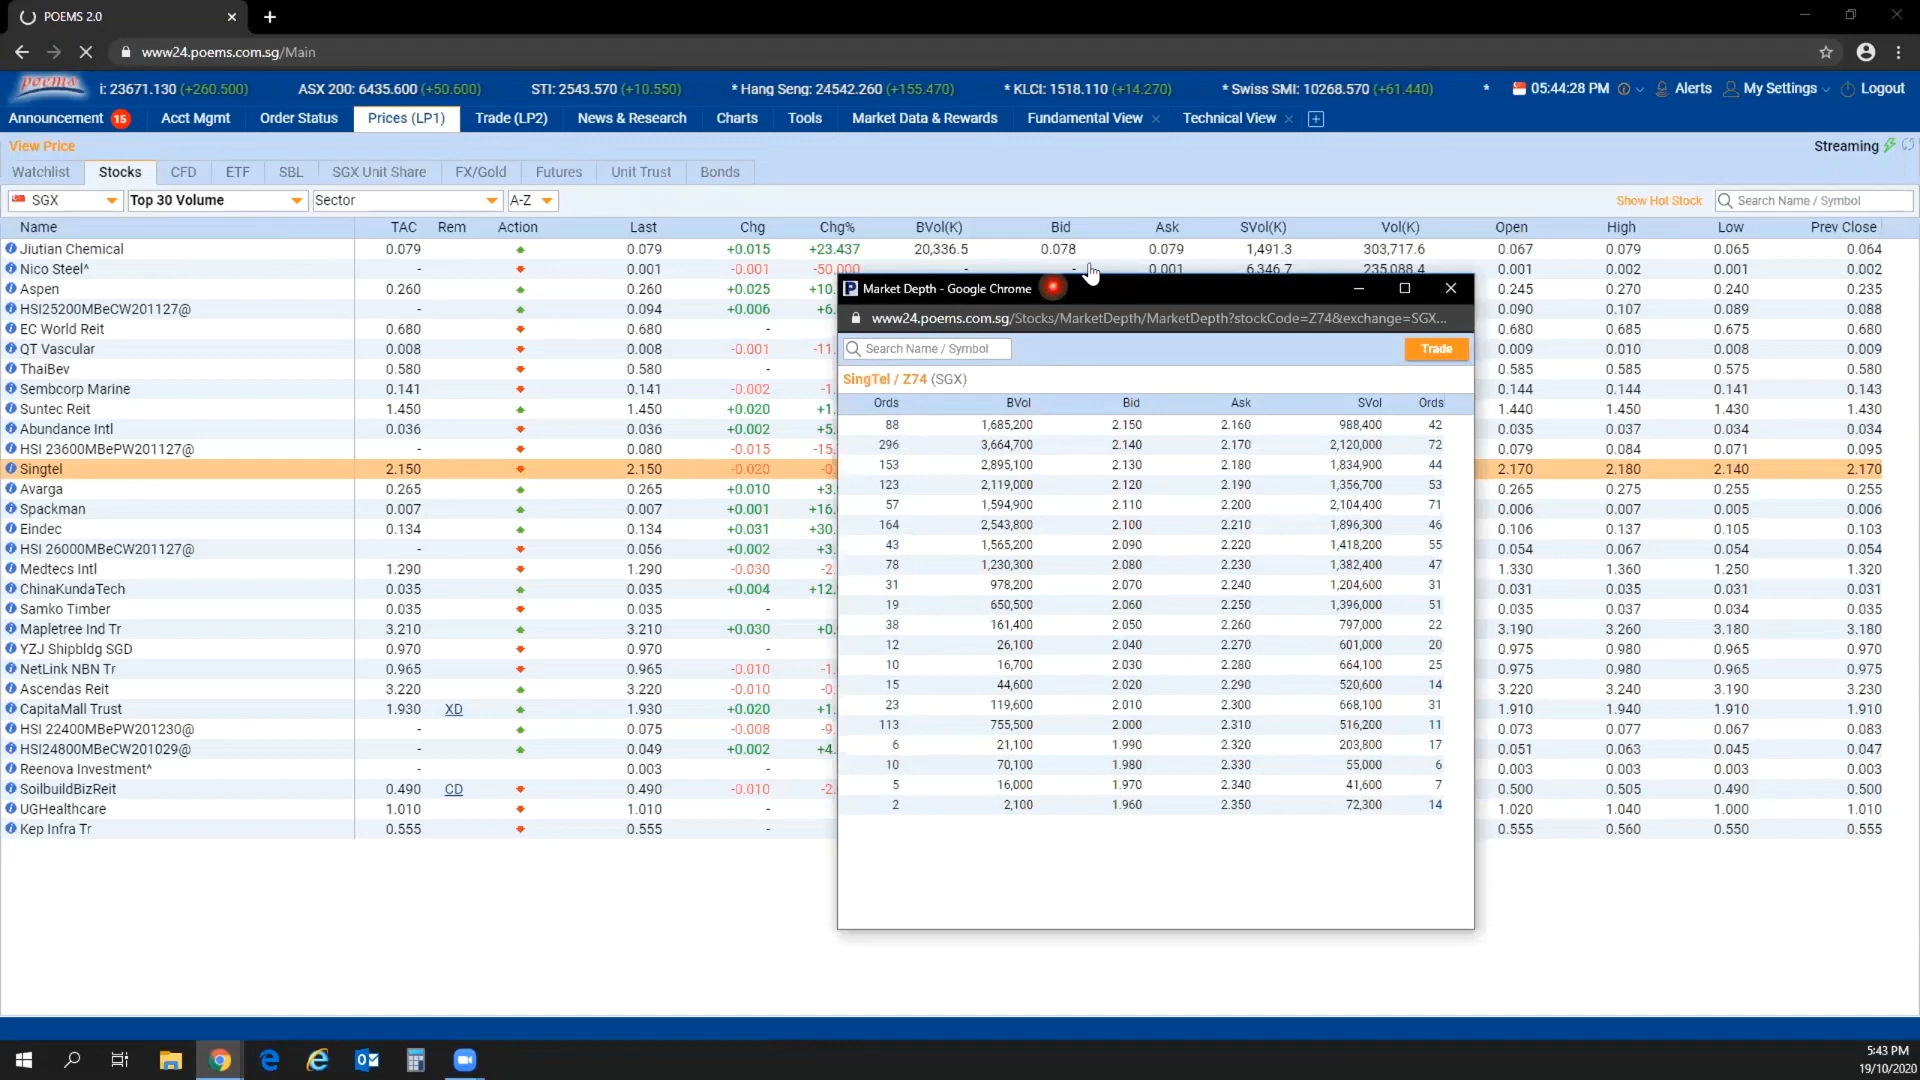 POEMS 2.0
www24.poems.com.sg/Main
poems i: 23671.130 (+260.500) ASX 200: 6435.600 (+50.600) STI: 2543.570 (+10.550) * Hang Seng: 24542.260 (+155.470) * KLCI: 1518.110 (+14.270) * Swiss SMI: 10268.570 (+61.440) * 05:44:28 PM Alerts My Settings Logout
Announcement 15 Acct Mgmt Order Status Prices (LP1) Trade (LP2) News & Research Charts Tools Market Data & Rewards Fundamental View Technical View
View Price Streaming
Watchlist Stocks CFD ETF SBL SGX Unit Share FX/Gold Futures Unit Trust Bonds
SGX Top 30 Volume Sector A-Z Show Hot Stock Search Name / Symbol
Name TAC Rem Action Last Chg Chg% BVol(K) Bid Ask SVol(K) Vol(K) Open High Low Prev Close
Jiutian Chemical 0.079 0.079 +0.015 +23.437 20,336.5 0.078 0.079 1,491.3 303,717.6 0.067 0.079 0.065 0.064
Nico Steel^ - 0.001 -0.001 -50.000 - - 0.001 6,346.7 235,088.4 0.001 0.002 0.001 0.002
Aspen 0.260 0.260 +0.025 +10. 0.245 0.270 0.240 0.235
HSI25200MBeCW201127@ - 0.094 +0.006 +6. 0.090 0.107 0.089 0.088
EC World Reit 0.680 0.680 - 0.680 0.685 0.675 0.680
QT Vascular 0.008 0.008 -0.001 -11. 0.009 0.010 0.008 0.009
ThaiBev 0.580 0.580 - 0.585 0.585 0.575 0.580
Sembcorp Marine 0.141 0.141 -0.002 -1. 0.144 0.144 0.141 0.143
Suntec Reit 1.450 1.450 +0.020 +1. 1.440 1.450 1.430 1.430
Abundance Intl 0.036 0.036 +0.002 +5. 0.035 0.037 0.034 0.034
HSI 23600MBePW201127@ - 0.080 -0.015 -15. 0.079 0.084 0.071 0.095
Singtel 2.150 2.150 -0.020 -0. 2.170 2.180 2.140 2.170
Avarga 0.265 0.265 +0.010 +3. 0.265 0.275 0.255 0.255
Spackman 0.007 0.007 +0.001 +16. 0.006 0.007 0.005 0.006
Eindec 0.134 0.134 +0.031 +30. 0.106 0.137 0.105 0.103
HSI 26000MBeCW201127@ - 0.056 +0.002 +3. 0.054 0.067 0.054 0.054
Medtecs Intl 1.290 1.290 -0.030 -2. 1.330 1.360 1.250 1.320
ChinaKundaTech 0.035 0.035 +0.004 +12. 0.031 0.035 0.031 0.031
Samko Timber 0.035 0.035 - 0.035 0.037 0.034 0.035
Mapletree Ind Tr 3.210 3.210 +0.030 +0. 3.190 3.260 3.180 3.180
YZJ Shipbldg SGD 0.970 0.970 - 0.975 0.980 0.965 0.970
NetLink NBN Tr 0.965 0.965 -0.010 -1. 0.975 0.980 0.965 0.975
Ascendas Reit 3.220 3.220 -0.010 -0. 3.220 3.240 3.190 3.230
CapitaMall Trust 1.930 XD 1.930 +0.020 +1. 1.910 1.940 1.910 1.910
HSI 22400MBePW201230@ - 0.075 -0.008 -9. 0.073 0.077 0.067 0.083
HSI24800MBeCW201029@ - 0.049 +0.002 +4. 0.051 0.063 0.045 0.047
Reenova Investment^ - 0.003 - 0.003 0.003 0.003 0.003
SoilbuildBizReit 0.490 CD 0.490 -0.010 -2. 0.500 0.505 0.490 0.500
UGHealthcare 1.010 1.010 - 1.020 1.040 1.000 1.010
Kep Infra Tr 0.555 0.555 - 0.555 0.560 0.550 0.555
Market Depth - Google Chrome
www24.poems.com.sg/Stocks/MarketDepth/MarketDepth?stockCode=Z74&exchange=SGX...
Search Name / Symbol Trade
SingTel / Z74 (SGX)
Ords BVol Bid Ask SVol Ords
88 1,685,200 2.150 2.160 988,400 42
296 3,664,700 2.140 2.170 2,120,000 72
153 2,895,100 2.130 2.180 1,834,900 44
123 2,119,000 2.120 2.190 1,356,700 53
57 1,594,900 2.110 2.200 2,104,400 71
164 2,543,800 2.100 2.210 1,896,300 46
43 1,565,200 2.090 2.220 1,418,200 55
78 1,230,300 2.080 2.230 1,382,400 47
31 978,200 2.070 2.240 1,204,600 31
19 650,500 2.060 2.250 1,396,000 51
38 161,400 2.050 2.260 797,000 22
12 26,100 2.040 2.270 601,000 20
10 16,700 2.030 2.280 664,100 25
15 44,600 2.020 2.290 520,600 14
23 119,600 2.010 2.300 668,100 31
113 755,500 2.000 2.310 516,200 11
6 21,100 1.990 2.320 203,800 17
10 70,100 1.980 2.330 55,000 6
5 16,000 1.970 2.340 41,600 7
2 2,100 1.960 2.350 72,300 14
5:43 PM
19/10/2020